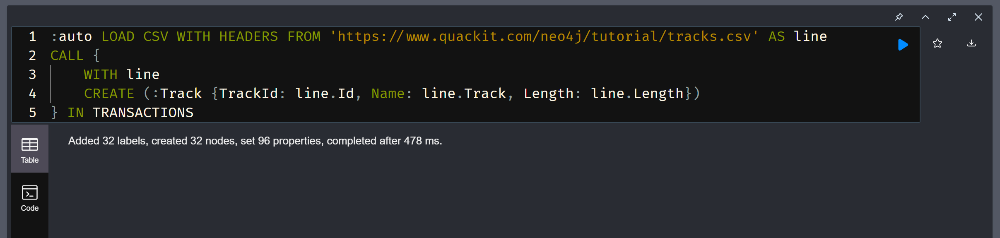 1 :auto LOAD CSV WITH HEADERS FROM 'https://www.quackit.com/neo4j/tutorial/tracks.csv' AS line
2 CALL {
3 WITH line
4 CREATE (:Track {TrackId: line.Id, Name: line.Track, Length: line.Length})
5 } IN TRANSACTIONS
Added 32 labels, created 32 nodes, set 96 properties, completed after 478 ms.
Table
Code